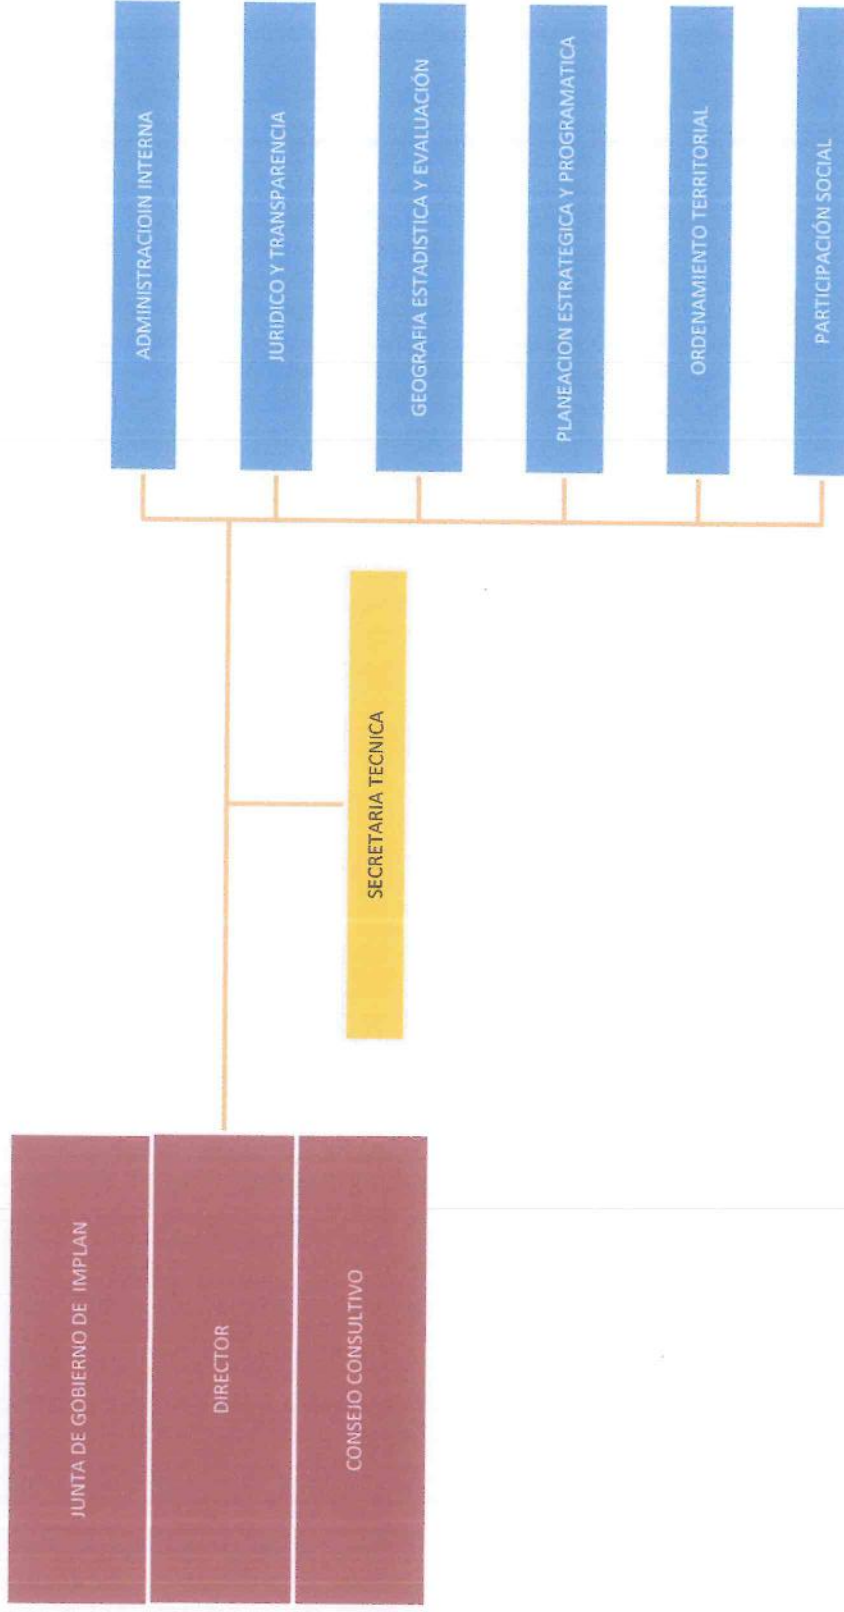 JUNTA DE GOBIERNO DE IMPLAN
DIRECTOR
CONSEJO CONSULTIVO
SECRETARIA TECNICA
ADMINISTRACIOIN INTERNA
JURIDICO Y TRANSPARENCIA
GEOGRAFIA ESTADISTICA Y EVALUACIÓN
PLANEACION ESTRATEGICA Y PROGRAMATICA
ORDENAMIENTO TERRITORIAL
PARTICIPACIÓN SOCIAL